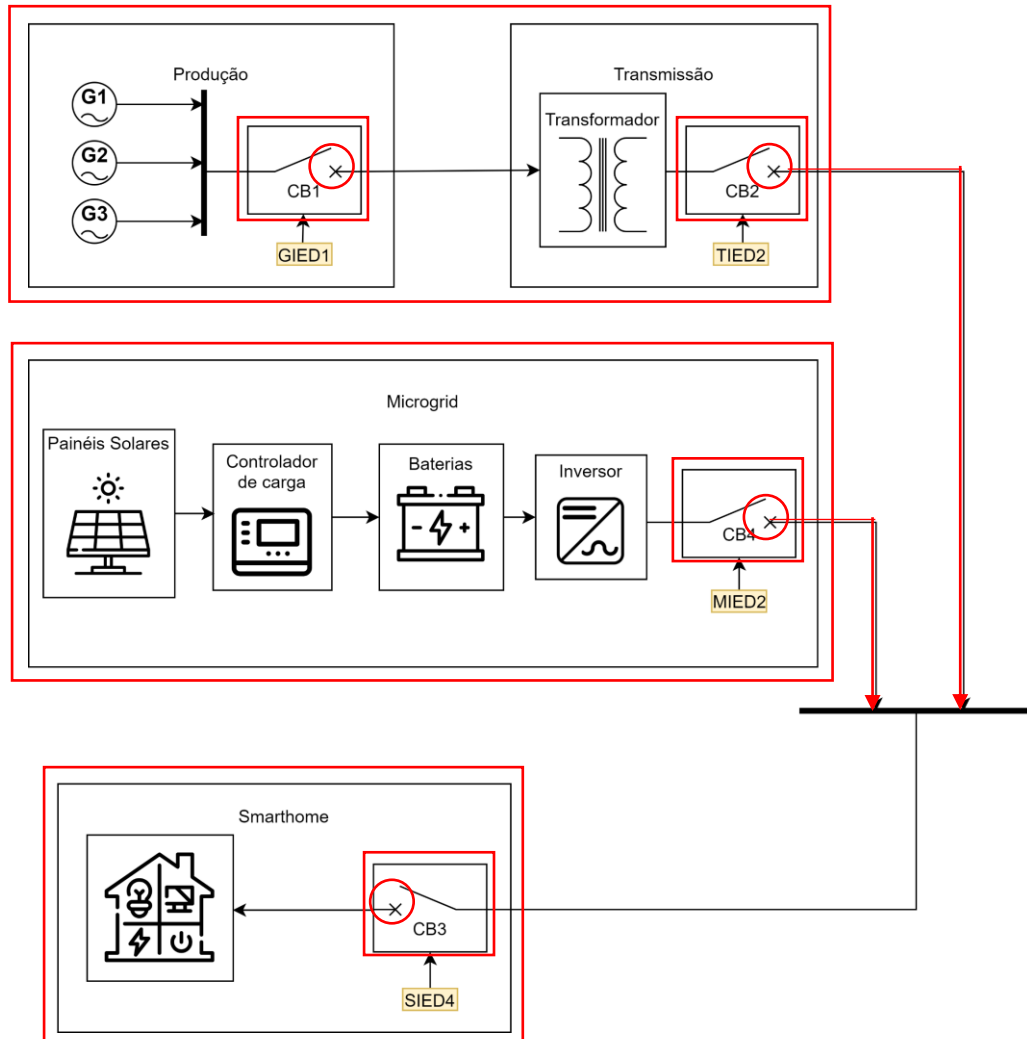 Produção
G1
G2
G3
CB1
GIED1
Transmissão
Transformador
CB2
TIED2
Microgrid
Painéis Solares
Controlador
de carga
Baterias
Inversor
CB4
MIED2
Smarthome
CB3
SIED4